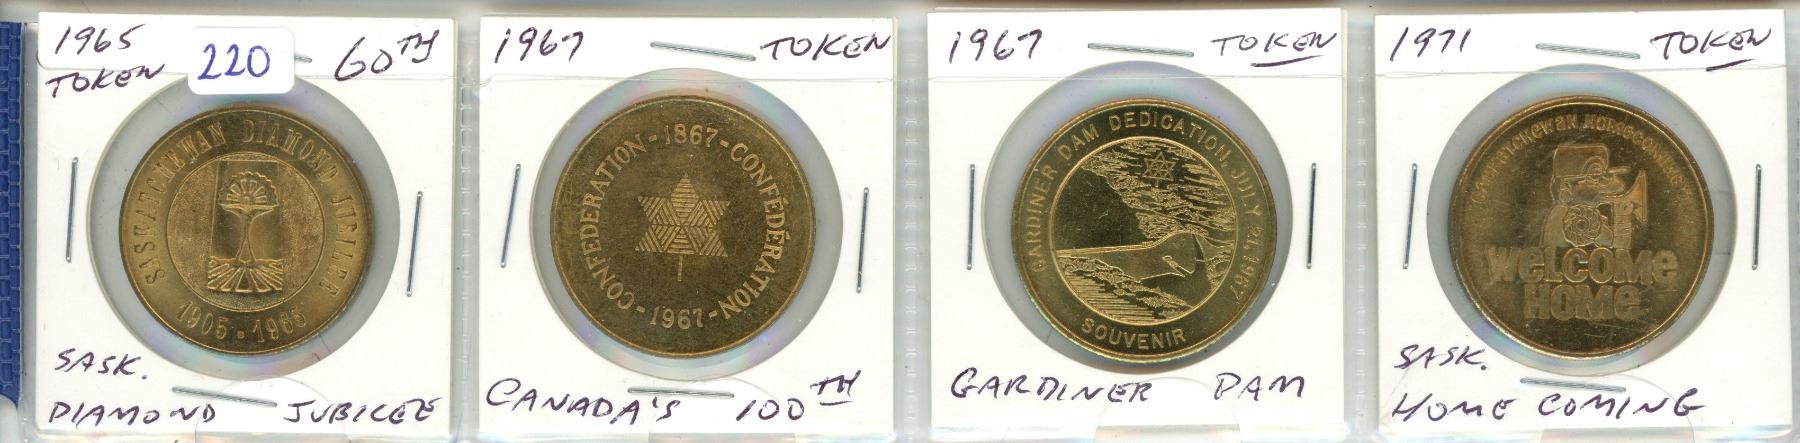 1965 60TH
TOKEN
220
SASKATCHEWAN DIAMOND JUBILEE
1905 - 1965
SASK.
DIAMOND JUBILEE
1967 TOKEN
CONFEDERATION - 1867 - CONFÉDÉRATION - 1967 -
CANADA'S 100TH
1967 TOKEN
GARDINER DAM DEDICATION, JULY 21, 1967
SOUVENIR
GARDINER DAM
1971 TOKEN
saskatchewan Homecoming
WELCOMe
HOMe
SASK.
HOME COMING